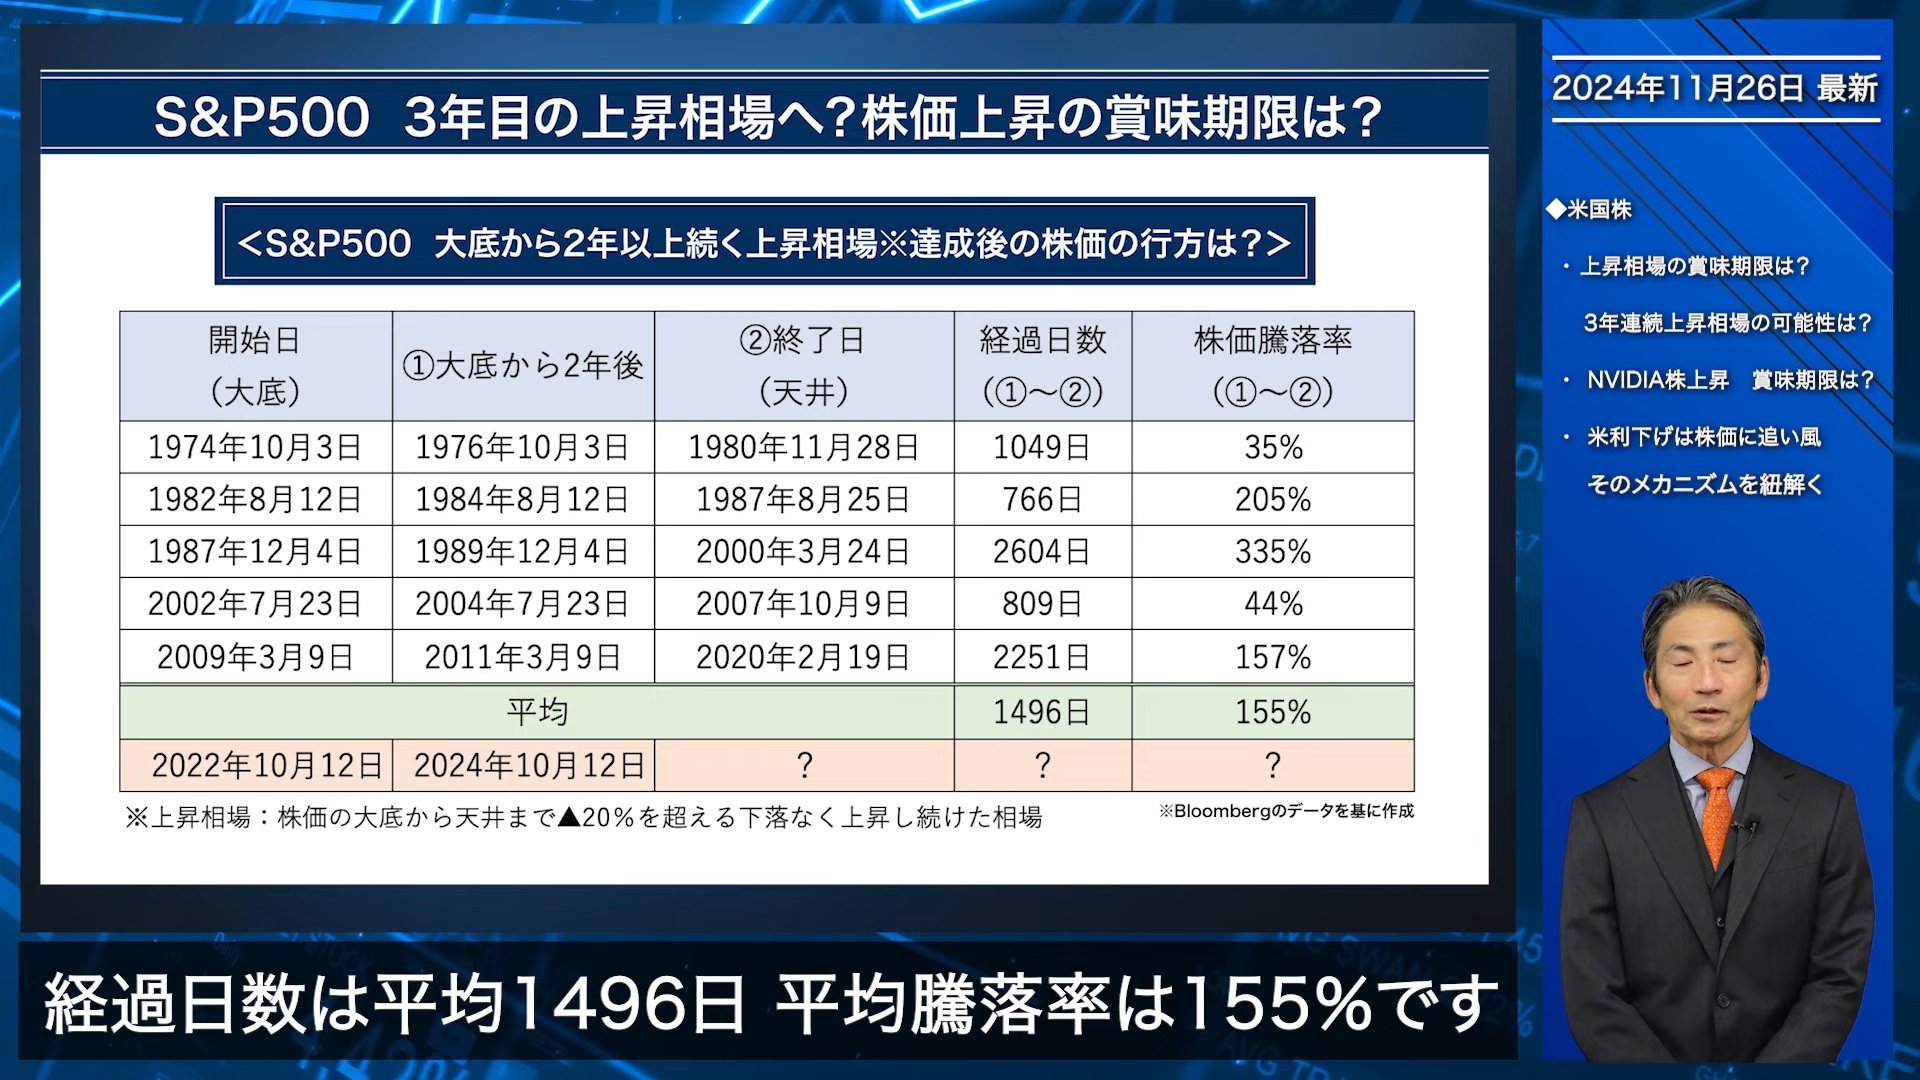 S&P500 3年目の上昇相場へ？株価上昇の賞味期限は？
＜S&P500 大底から2年以上続く上昇相場※達成後の株価の行方は？＞
開始日
（大底）
①大底から2年後
②終了日
（天井）
経過日数
（①〜②）
株価騰落率
（①〜②）
1974年10月3日 1976年10月3日 1980年11月28日 1049日 35%
1982年8月12日 1984年8月12日 1987年8月25日 766日 205%
1987年12月4日 1989年12月4日 2000年3月24日 2604日 335%
2002年7月23日 2004年7月23日 2007年10月9日 809日 44%
2009年3月9日 2011年3月9日 2020年2月19日 2251日 157%
平均 1496日 155%
2022年10月12日 2024年10月12日 ？ ？ ？
※上昇相場：株価の大底から天井まで▲20％を超える下落なく上昇し続けた相場
※Bloombergのデータを基に作成
経過日数は平均1496日 平均騰落率は155％です
2024年11月26日 最新
◆米国株
・上昇相場の賞味期限は？
3年連続上昇相場の可能性は？
・NVIDIA株上昇 賞味期限は？
・米利下げは株価に追い風
そのメカニズムを紐解く